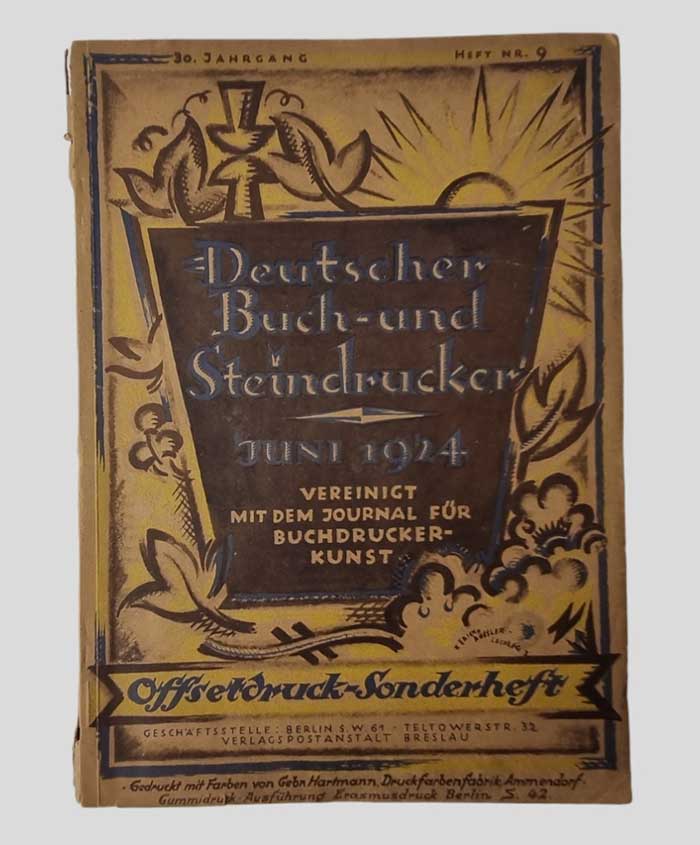 30. JAHRGANG
HEFT NR. 9
Deutscher
Buch-und
Steindrucker
JUNI 1924
VEREINIGT
MIT DEM JOURNAL FÜR
BUCHDRUCKER-
KUNST
Offsetdruck-Sonderheft
GESCHÄFTSSTELLE: BERLIN S.W. 61 - TELTOWERSTR. 32
VERLAGSPOSTANSTALT BRESLAU
· Gedruckt mit Farben von Gebr. Hartmann, Druckfarbenfabrik Ammendorf ·
Gummidruck-Ausführung Erasmusdruck Berlin S. 42.